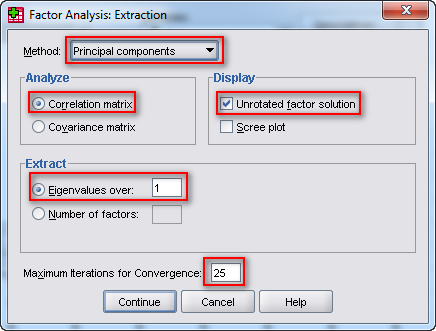 Factor Analysis: Extraction
Method: Principal components
Analyze
Display
Correlation matrix
Unrotated factor solution
Covariance matrix
Scree plot
Extract
Eigenvalues over: 1
Number of factors:
Maximum Iterations for Convergence: 25
Continue Cancel Help